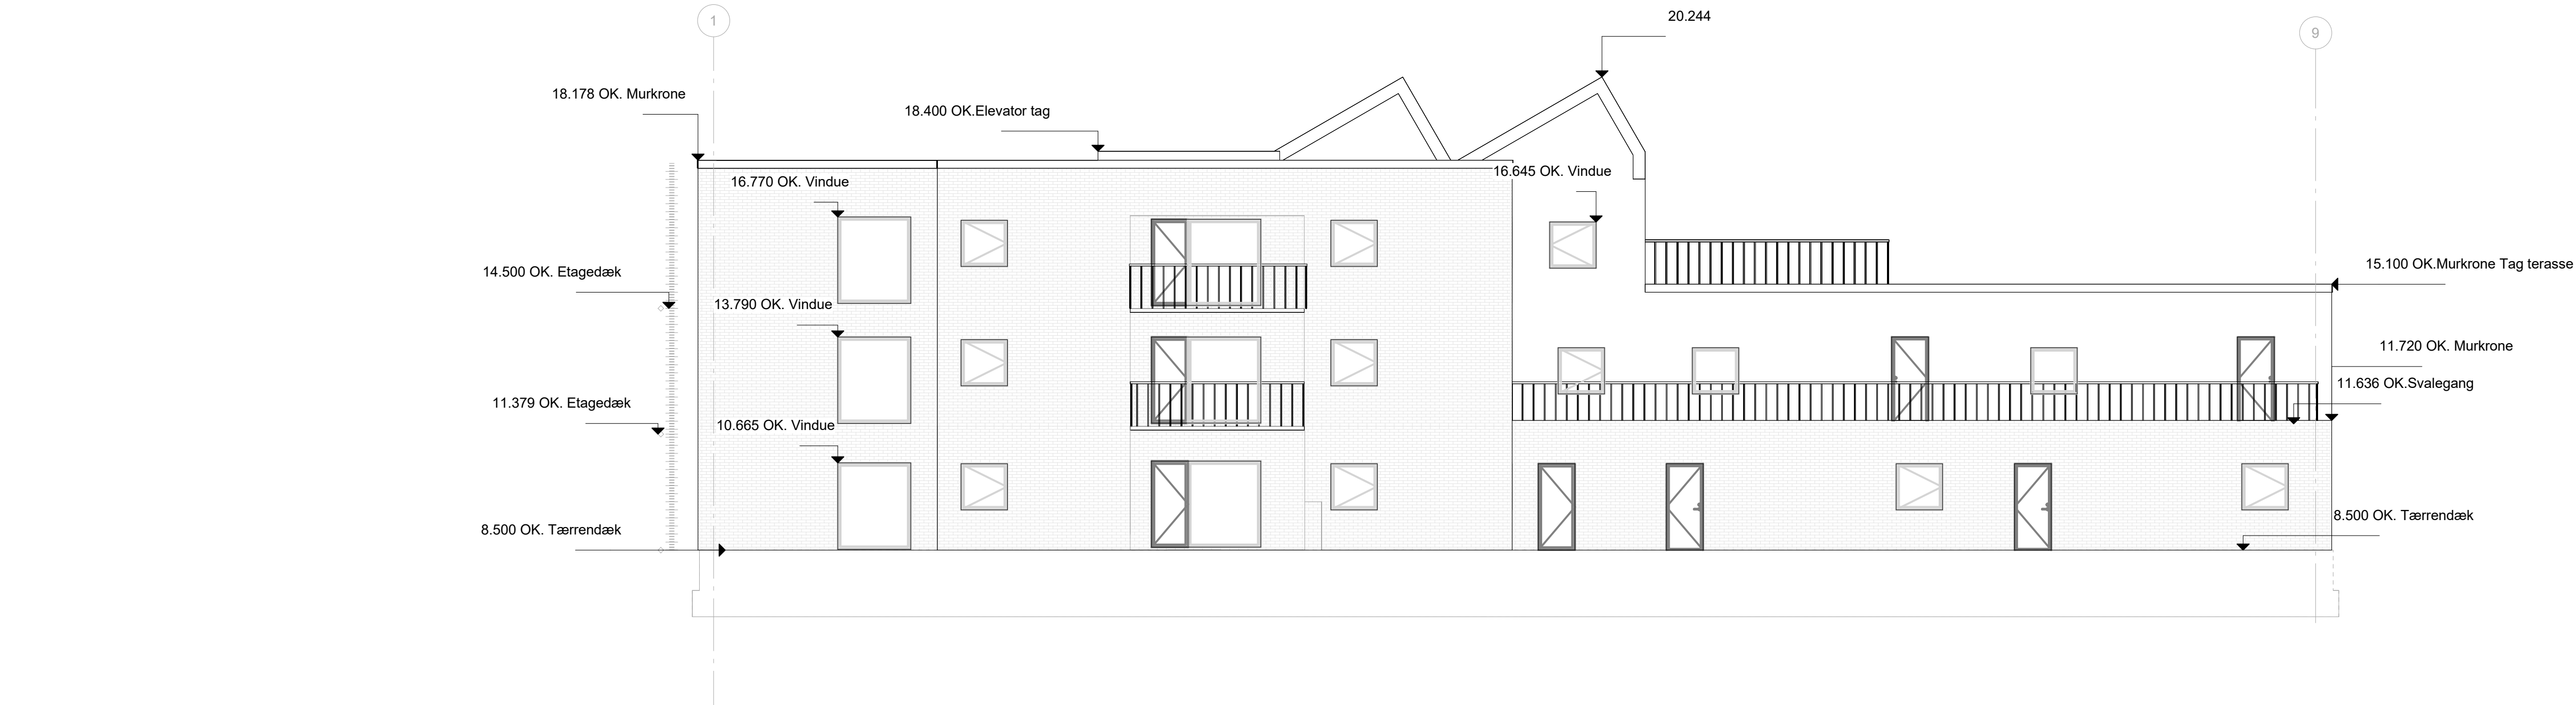 1
20.244
9
18.178 OK. Murkrone
18.400 OK.Elevator tag
16.770 OK. Vindue
16.645 OK. Vindue
14.500 OK. Etagedæk
15.100 OK.Murkrone Tag terasse
13.790 OK. Vindue
11.720 OK. Murkrone
11.636 OK.Svalegang
11.379 OK. Etagedæk
10.665 OK. Vindue
8.500 OK. Tærrendæk
8.500 OK. Tærrendæk